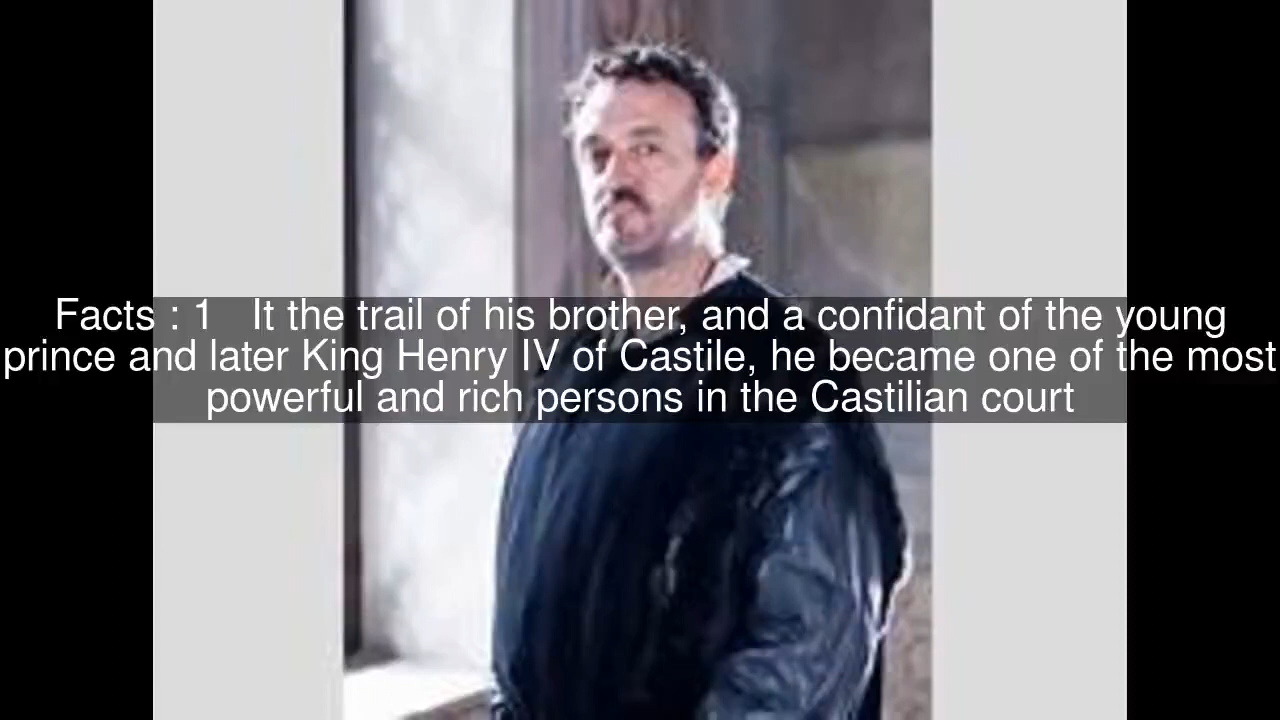 Facts : 1 It the trail of his brother, and a confidant of the young
prince and later King Henry IV of Castile, he became one of the most
powerful and rich persons in the Castilian court